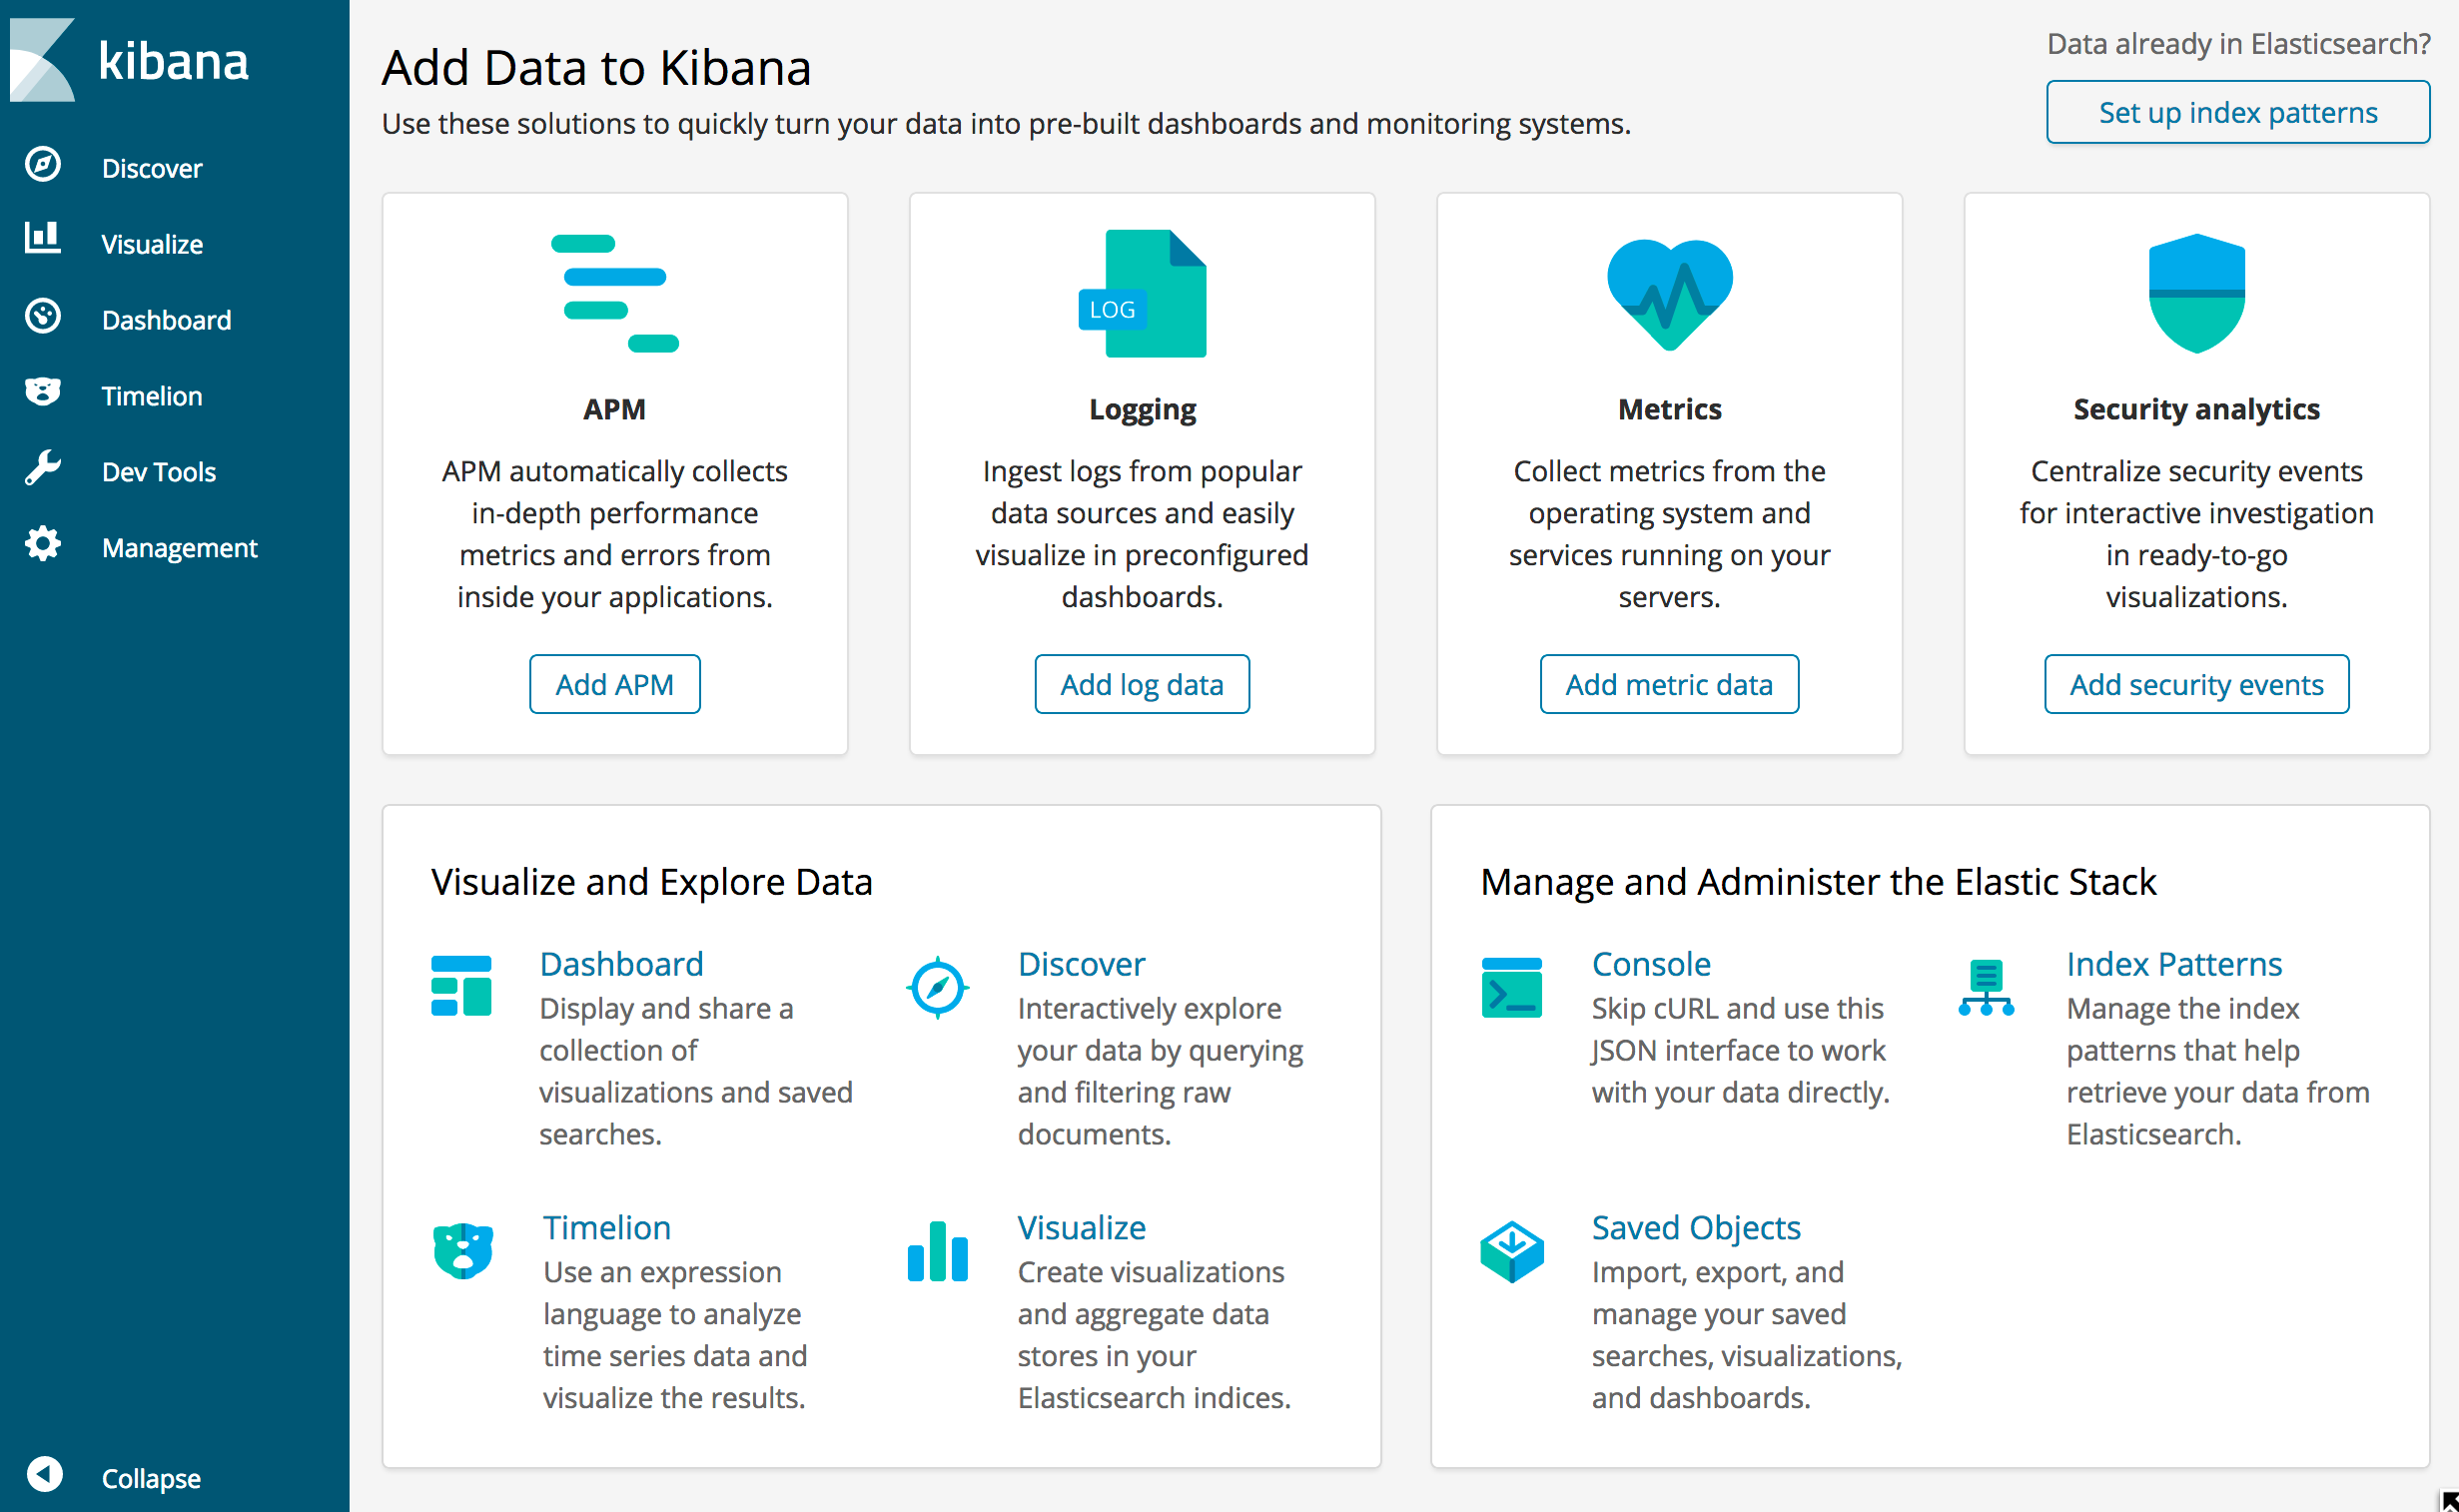 kibana
Discover
Visualize
Dashboard
Timelion
Dev Tools
Management
Collapse
Add Data to Kibana
Use these solutions to quickly turn your data into pre-built dashboards and monitoring systems.
Data already in Elasticsearch?
Set up index patterns
APM
APM automatically collects
in-depth performance
metrics and errors from
inside your applications.
Add APM
LOG
Logging
Ingest logs from popular
data sources and easily
visualize in preconfigured
dashboards.
Add log data
Metrics
Collect metrics from the
operating system and
services running on your
servers.
Add metric data
Security analytics
Centralize security events
for interactive investigation
in ready-to-go
visualizations.
Add security events
Visualize and Explore Data
Dashboard
Display and share a
collection of
visualizations and saved
searches.
Discover
Interactively explore
your data by querying
and filtering raw
documents.
Timelion
Use an expression
language to analyze
time series data and
visualize the results.
Visualize
Create visualizations
and aggregate data
stores in your
Elasticsearch indices.
Manage and Administer the Elastic Stack
Console
Skip cURL and use this
JSON interface to work
with your data directly.
Index Patterns
Manage the index
patterns that help
retrieve your data from
Elasticsearch.
Saved Objects
Import, export, and
manage your saved
searches, visualizations,
and dashboards.